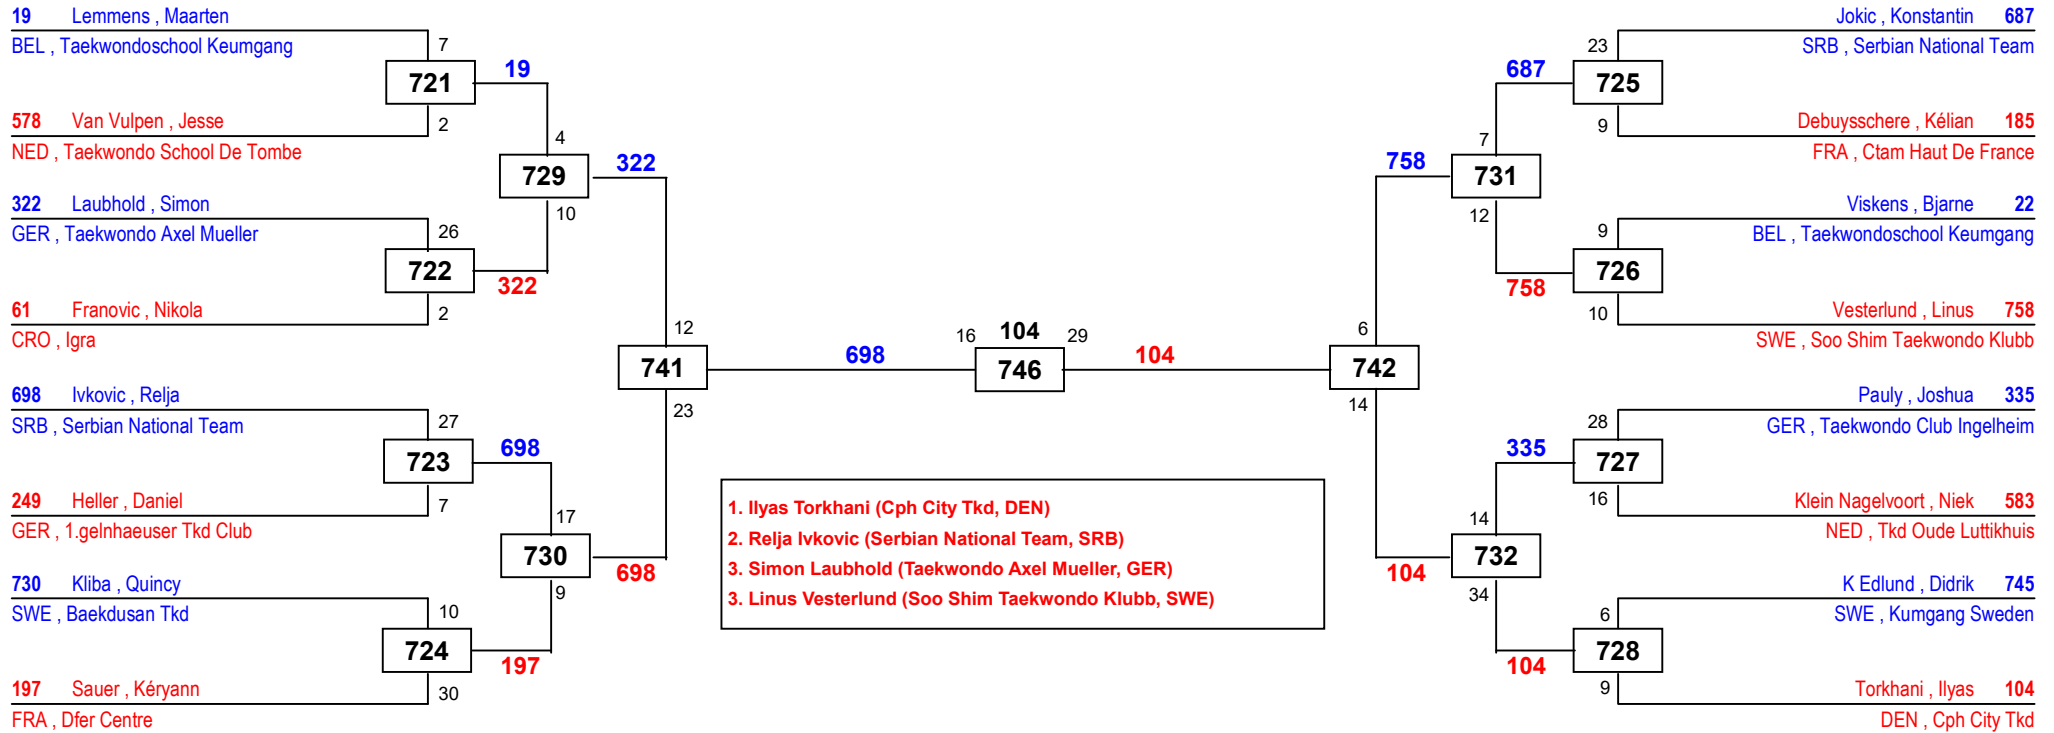 19 Lemmens , Maarten
BEL , Taekwondoschool Keumgang
7
721
19
2
578 Van Vulpen , Jesse
NED , Taekwondo School De Tombe
4
729
322
10
322 Laubhold , Simon
GER , Taekwondo Axel Mueller
26
722
322
2
61 Franovic , Nikola
CRO , Igra
12
741
698
23
698 Ivkovic , Relja
SRB , Serbian National Team
27
723
698
7
249 Heller , Daniel
GER , 1.gelnhaeuser Tkd Club
17
730
698
9
730 Kliba , Quincy
SWE , Baekdusan Tkd
10
724
197
30
197 Sauer , Kéryann
FRA , Dfer Centre
16 104 29
746
104
1. Ilyas Torkhani (Cph City Tkd, DEN)
2. Relja Ivkovic (Serbian National Team, SRB)
3. Simon Laubhold (Taekwondo Axel Mueller, GER)
3. Linus Vesterlund (Soo Shim Taekwondo Klubb, SWE)
Jokic , Konstantin 687
SRB , Serbian National Team
23
687
725
9
Debuysschere , Kélian 185
FRA , Ctam Haut De France
7
758
731
12
Viskens , Bjarne 22
BEL , Taekwondoschool Keumgang
9
726
758
10
Vesterlund , Linus 758
SWE , Soo Shim Taekwondo Klubb
6
742
14
Pauly , Joshua 335
GER , Taekwondo Club Ingelheim
28
335
727
16
Klein Nagelvoort , Niek 583
NED , Tkd Oude Luttikhuis
14
732
104
34
K Edlund , Didrik 745
SWE , Kumgang Sweden
6
728
104
9
Torkhani , Ilyas 104
DEN , Cph City Tkd